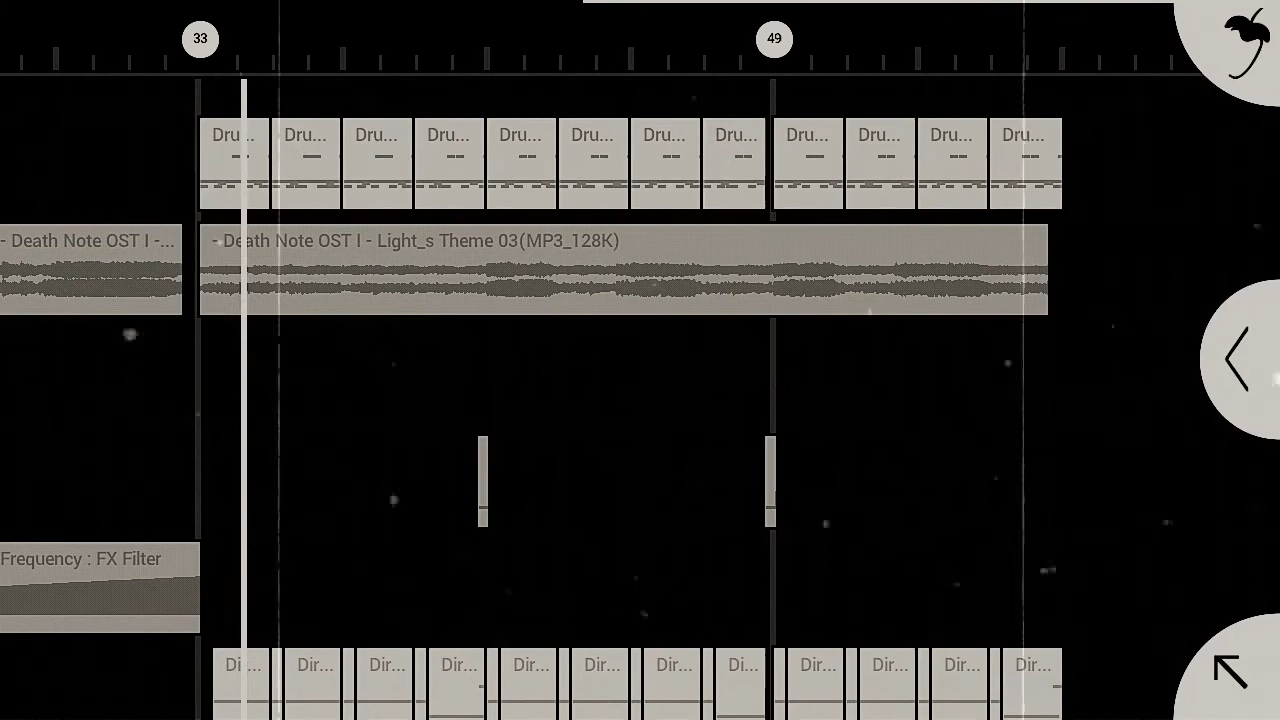 33
49
Dru... Dru... Dru... Dru... Dru... Dru... Dru... Dru... Dru... Dru... Dru... Dru...
- Death Note OST I -...
- Death Note OST I - Light_s Theme 03(MP3_128K)
Frequency : FX Filter
Di... Dir... Dir... Dir... Dir... Dir... Dir... Di... Dir... Dir... Dir... Dir...